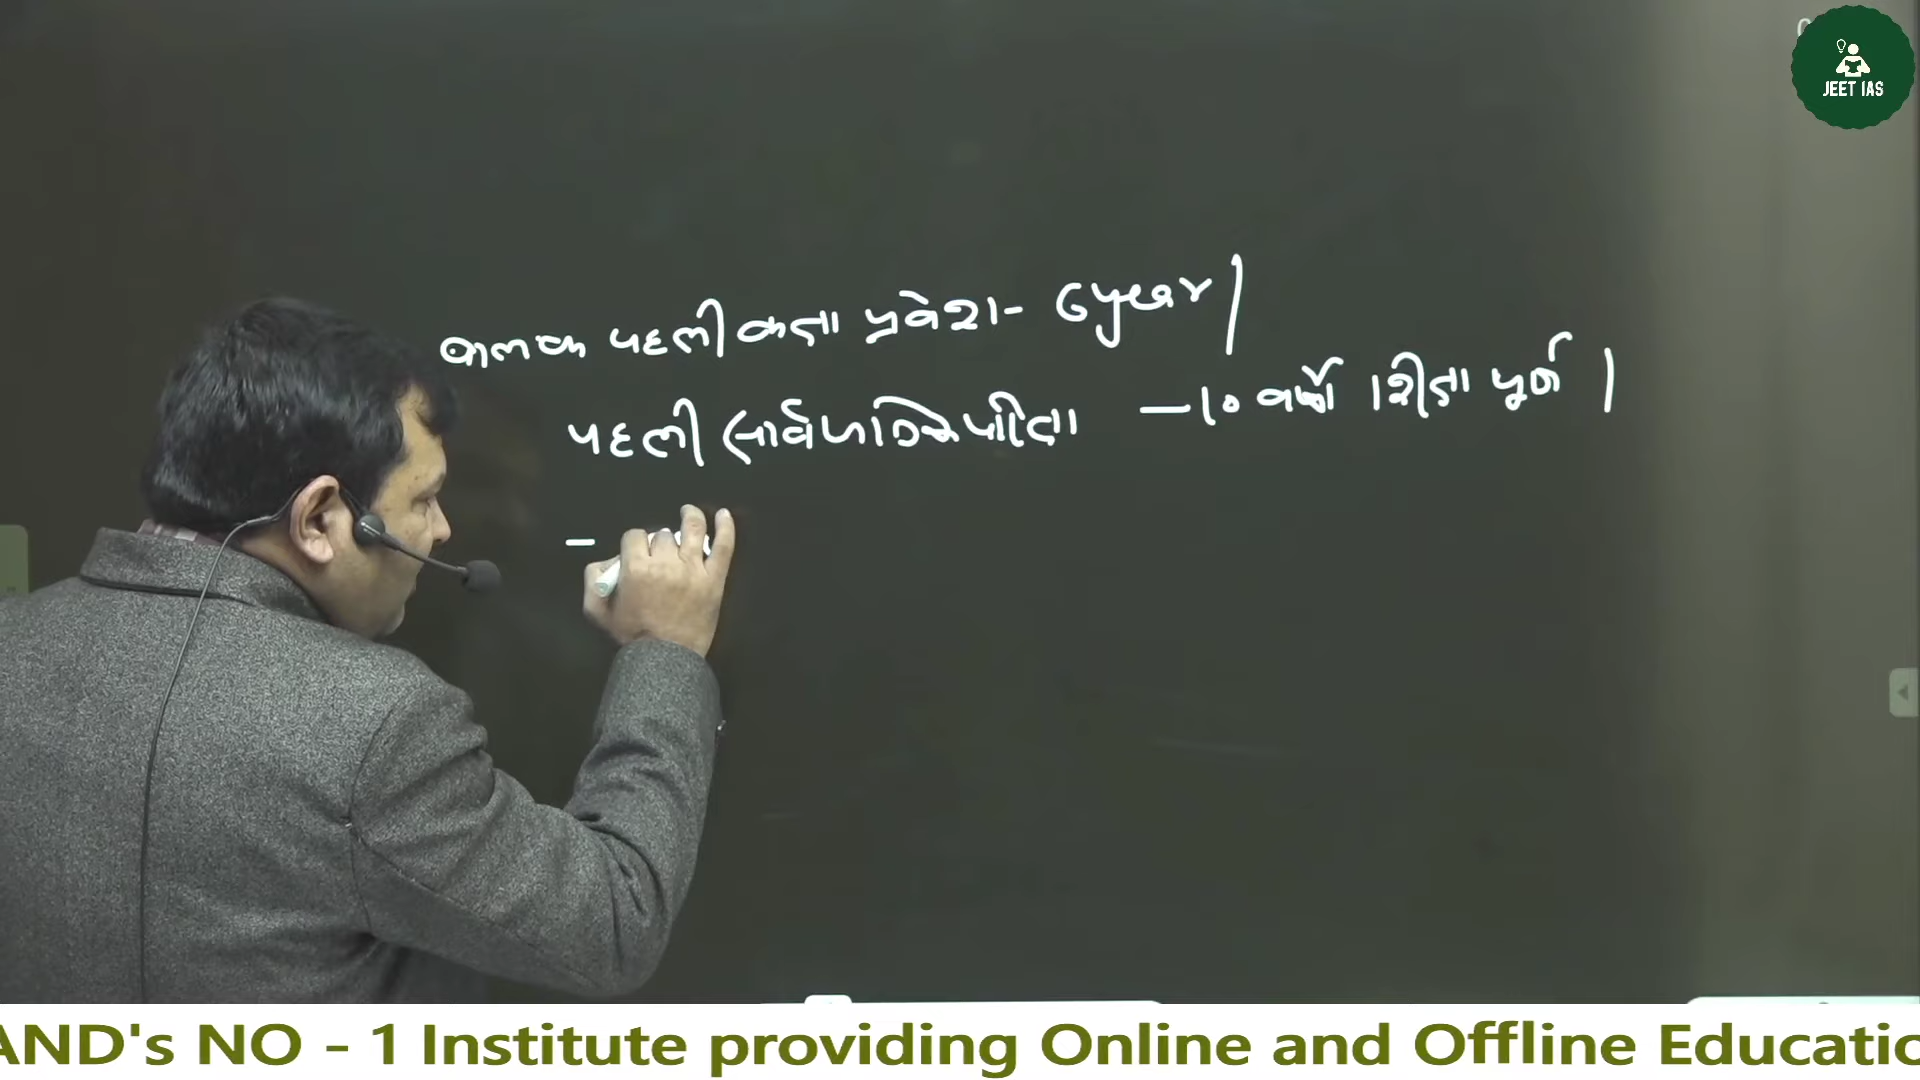 JEET IAS
बालक पहली कक्षा प्रवेश - 6 year |
पहली सार्वजनिक परीक्षा - 10 वर्ष शिक्षा पूर्ण |
-
AND's NO - 1 Institute providing Online and Offline Educatio